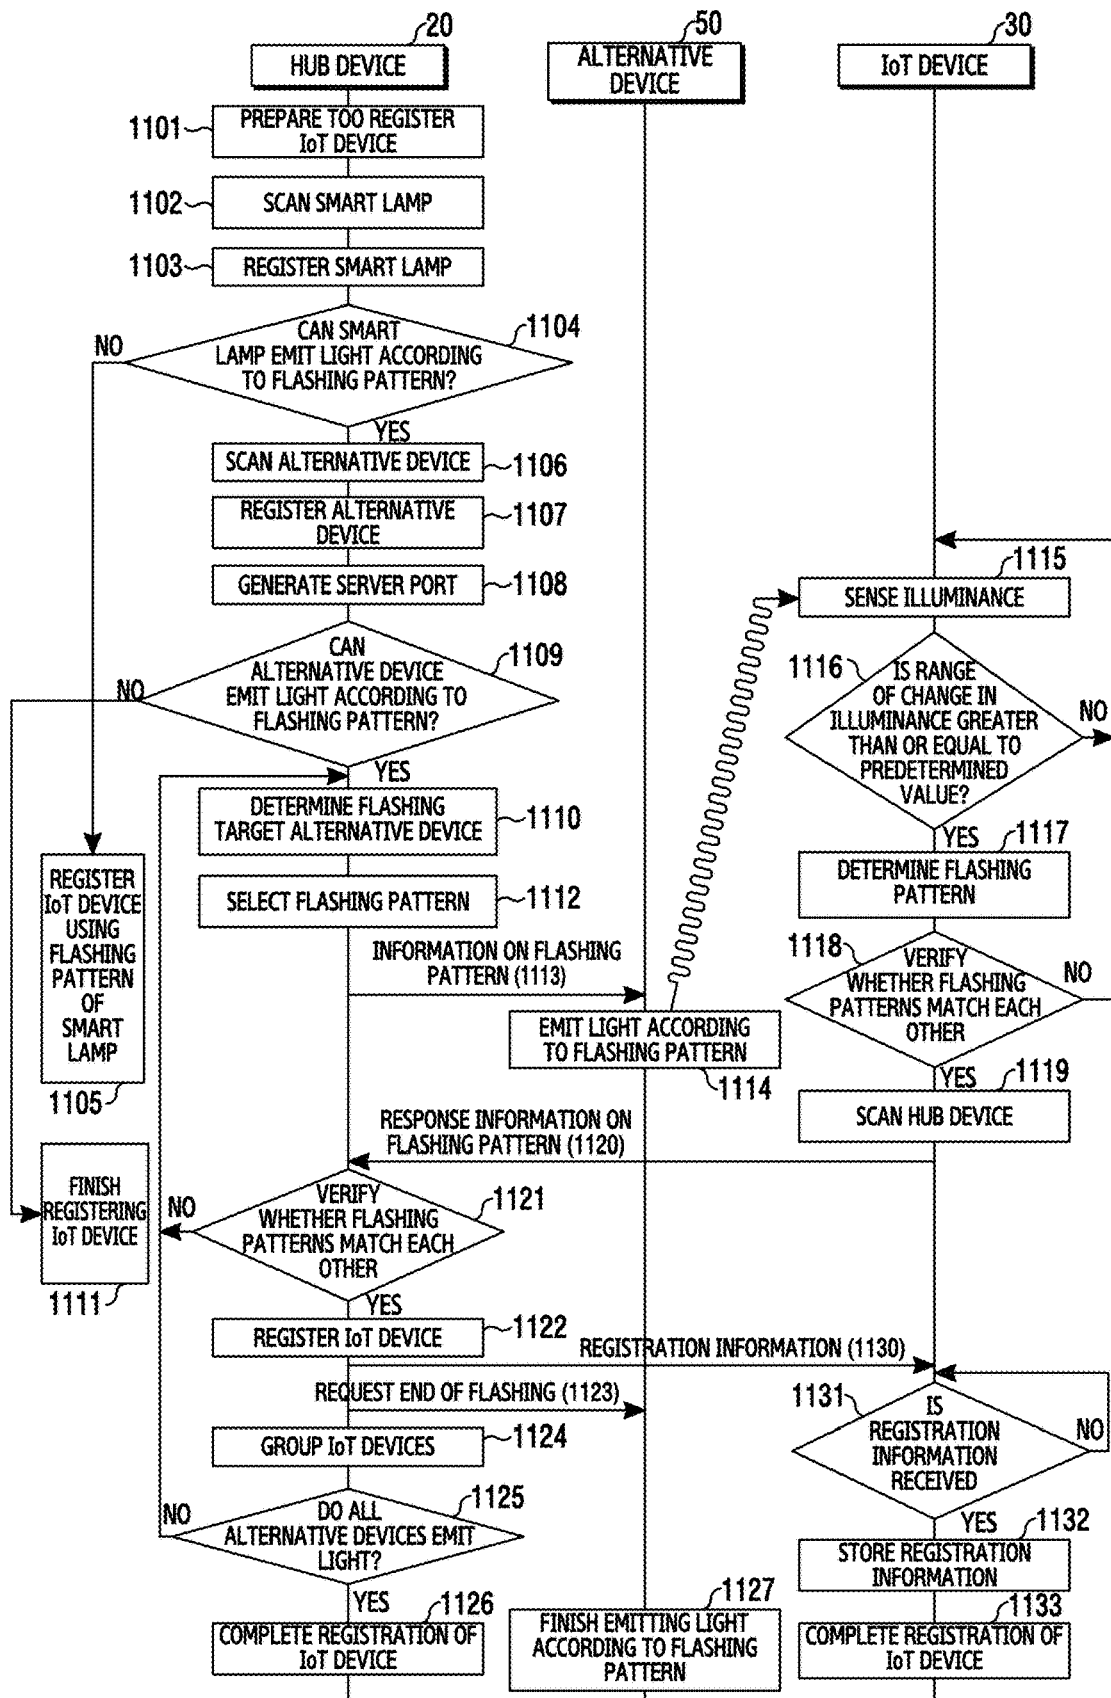 20
HUB DEVICE
50
ALTERNATIVE
DEVICE
30
IoT DEVICE
1101
PREPARE TOO REGISTER
IoT DEVICE
1102
SCAN SMART LAMP
1103
REGISTER SMART LAMP
1104
CAN SMART
LAMP EMIT LIGHT ACCORDING
TO FLASHING PATTERN?
NO
YES
SCAN ALTERNATIVE DEVICE
1106
REGISTER ALTERNATIVE
DEVICE
1107
GENERATE SERVER PORT
1108
CAN
ALTERNATIVE DEVICE
EMIT LIGHT ACCORDING TO
FLASHING PATTERN?
1109
NO
YES
DETERMINE FLASHING
TARGET ALTERNATIVE DEVICE
1110
SELECT FLASHING PATTERN
1112
REGISTER
IoT DEVICE
USING
FLASHING
PATTERN
OF
SMART
LAMP
1105
FINISH
REGISTERING
IoT DEVICE
1111
INFORMATION ON FLASHING
PATTERN (1113)
EMIT LIGHT ACCORDING
TO FLASHING PATTERN
1114
1115
SENSE ILLUMINANCE
1116
IS RANGE
OF CHANGE IN
ILLUMINANCE GREATER
THAN OR EQUAL TO
PREDETERMINED
VALUE?
NO
YES
1117
DETERMINE FLASHING
PATTERN
1118
VERIFY
WHETHER FLASHING
PATTERNS MATCH EACH
OTHER
NO
YES
1119
SCAN HUB DEVICE
RESPONSE INFORMATION ON
FLASHING PATTERN (1120)
VERIFY
WHETHER FLASHING
PATTERNS MATCH EACH
OTHER
1121
NO
YES
REGISTER IoT DEVICE
1122
REGISTRATION INFORMATION (1130)
REQUEST END OF FLASHING (1123)
GROUP IoT DEVICES
1124
DO ALL
ALTERNATIVE DEVICES EMIT
LIGHT?
1125
NO
YES
1126
COMPLETE REGISTRATION OF
IoT DEVICE
1127
FINISH EMITTING LIGHT
ACCORDING TO FLASHING
PATTERN
1131
IS
REGISTRATION
INFORMATION
RECEIVED
NO
YES
1132
STORE REGISTRATION
INFORMATION
1133
COMPLETE REGISTRATION OF
IoT DEVICE